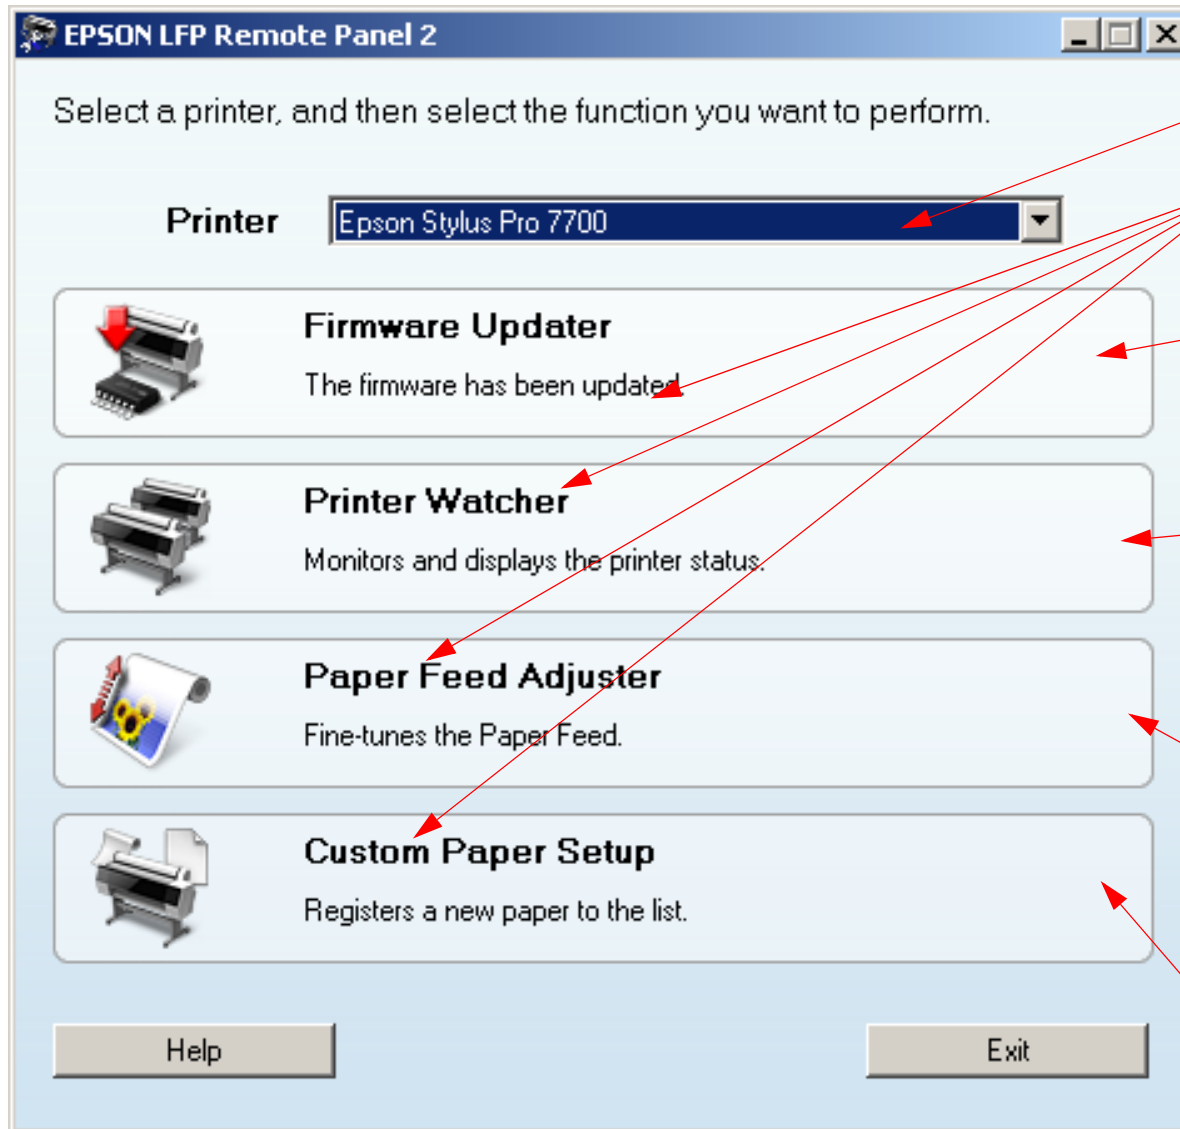 EPSON LFP Remote Panel 2
Select a printer, and then select the function you want to perform.
Printer
Epson Stylus Pro 7700
Firmware Updater
The firmware has been updated.
Printer Watcher
Monitors and displays the printer status.
Paper Feed Adjuster
Fine-tunes the Paper Feed.
Custom Paper Setup
Registers a new paper to the list.
Help
Exit